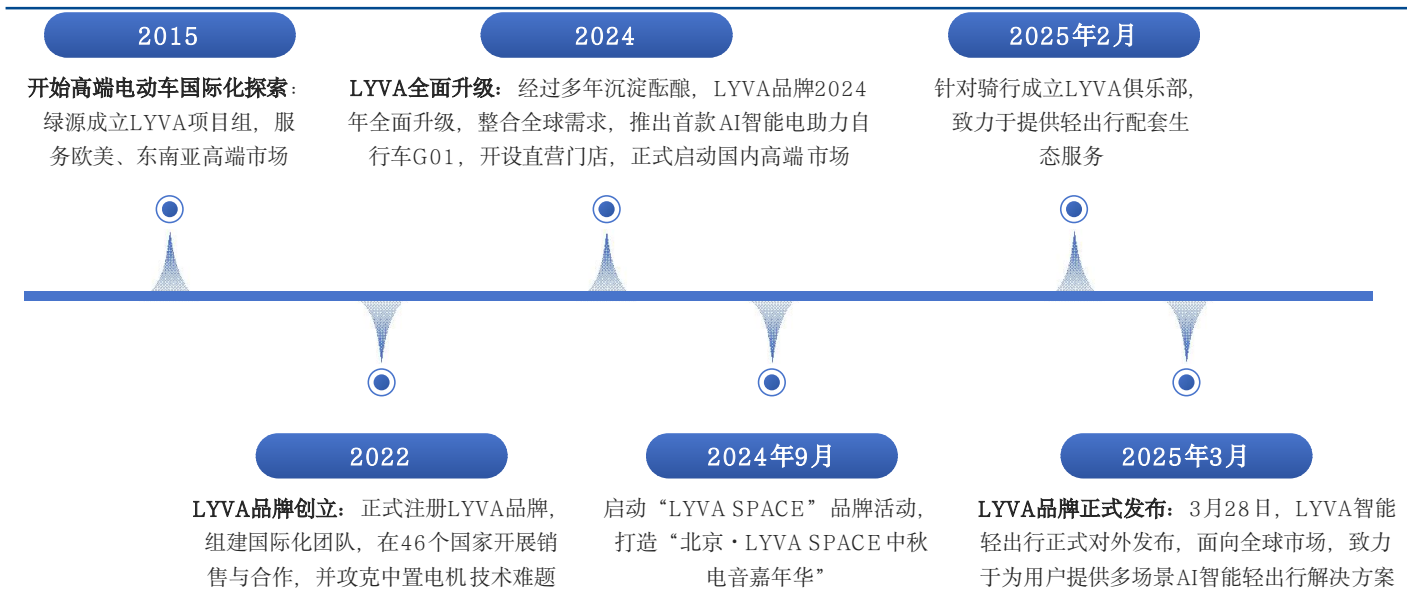 2015
开始高端电动车国际化探索:
绿源成立LYVA项目组，服
务欧美、东南亚高端市场
2024
LYVA全面升级：经过多年沉淀酝酿，LYVA品牌2024
年全面升级，整合全球需求，推出首款AI智能电助力自
行车G01，开设直营门店，正式启动国内高端市场
2025年2月
针对骑行成立LYVA俱乐部，
致力于提供轻出行配套生
态服务
2022
LYVA品牌创立：正式注册LYVA品牌，
组建国际化团队，在46个国家开展销
售与合作，并攻克中置电机技术难题
2024年9月
启动“LYVA SPACE”品牌活动，
打造“北京·LYVA SPACE中秋
电音嘉年华”
2025年3月
LYVA品牌正式发布：3月28日，LYVA智能
轻出行正式对外发布，面向全球市场，致力
于为用户提供多场景AI智能轻出行解决方案